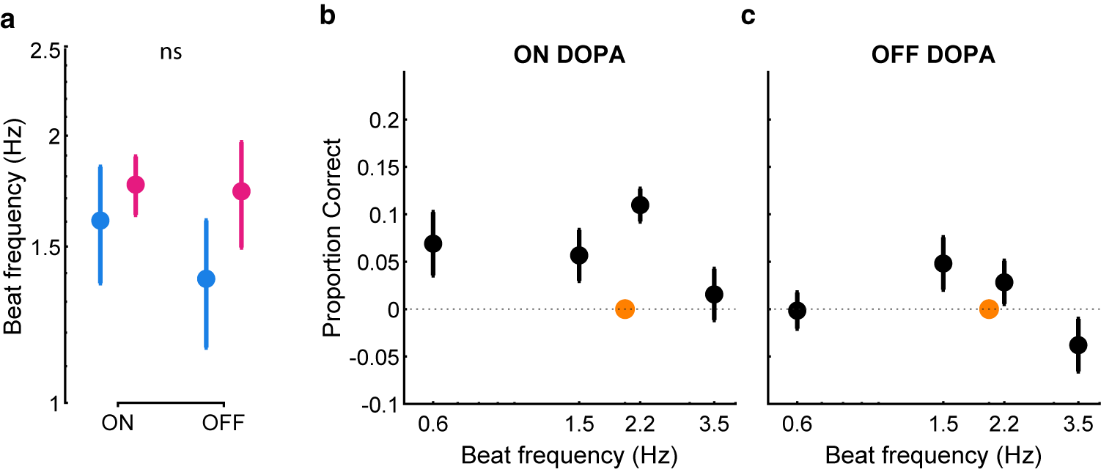 a
ns
Beat frequency (Hz)
2.5
2
1.5
1
ON
OFF
b
ON DOPA
Proportion Correct
0.2
0.15
0.1
0.05
0
-0.05
-0.1
0.6
1.5
2.2
3.5
Beat frequency (Hz)
c
OFF DOPA
0.6
1.5
2.2
3.5
Beat frequency (Hz)